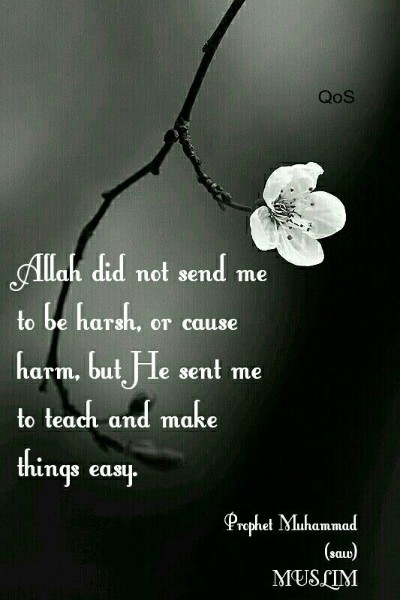 QoS
Allah did not send me
to be harsh, or cause
harm, but He sent me
to teach and make
things easy.
Prophet Muhammad
(saw)
MUSLIM